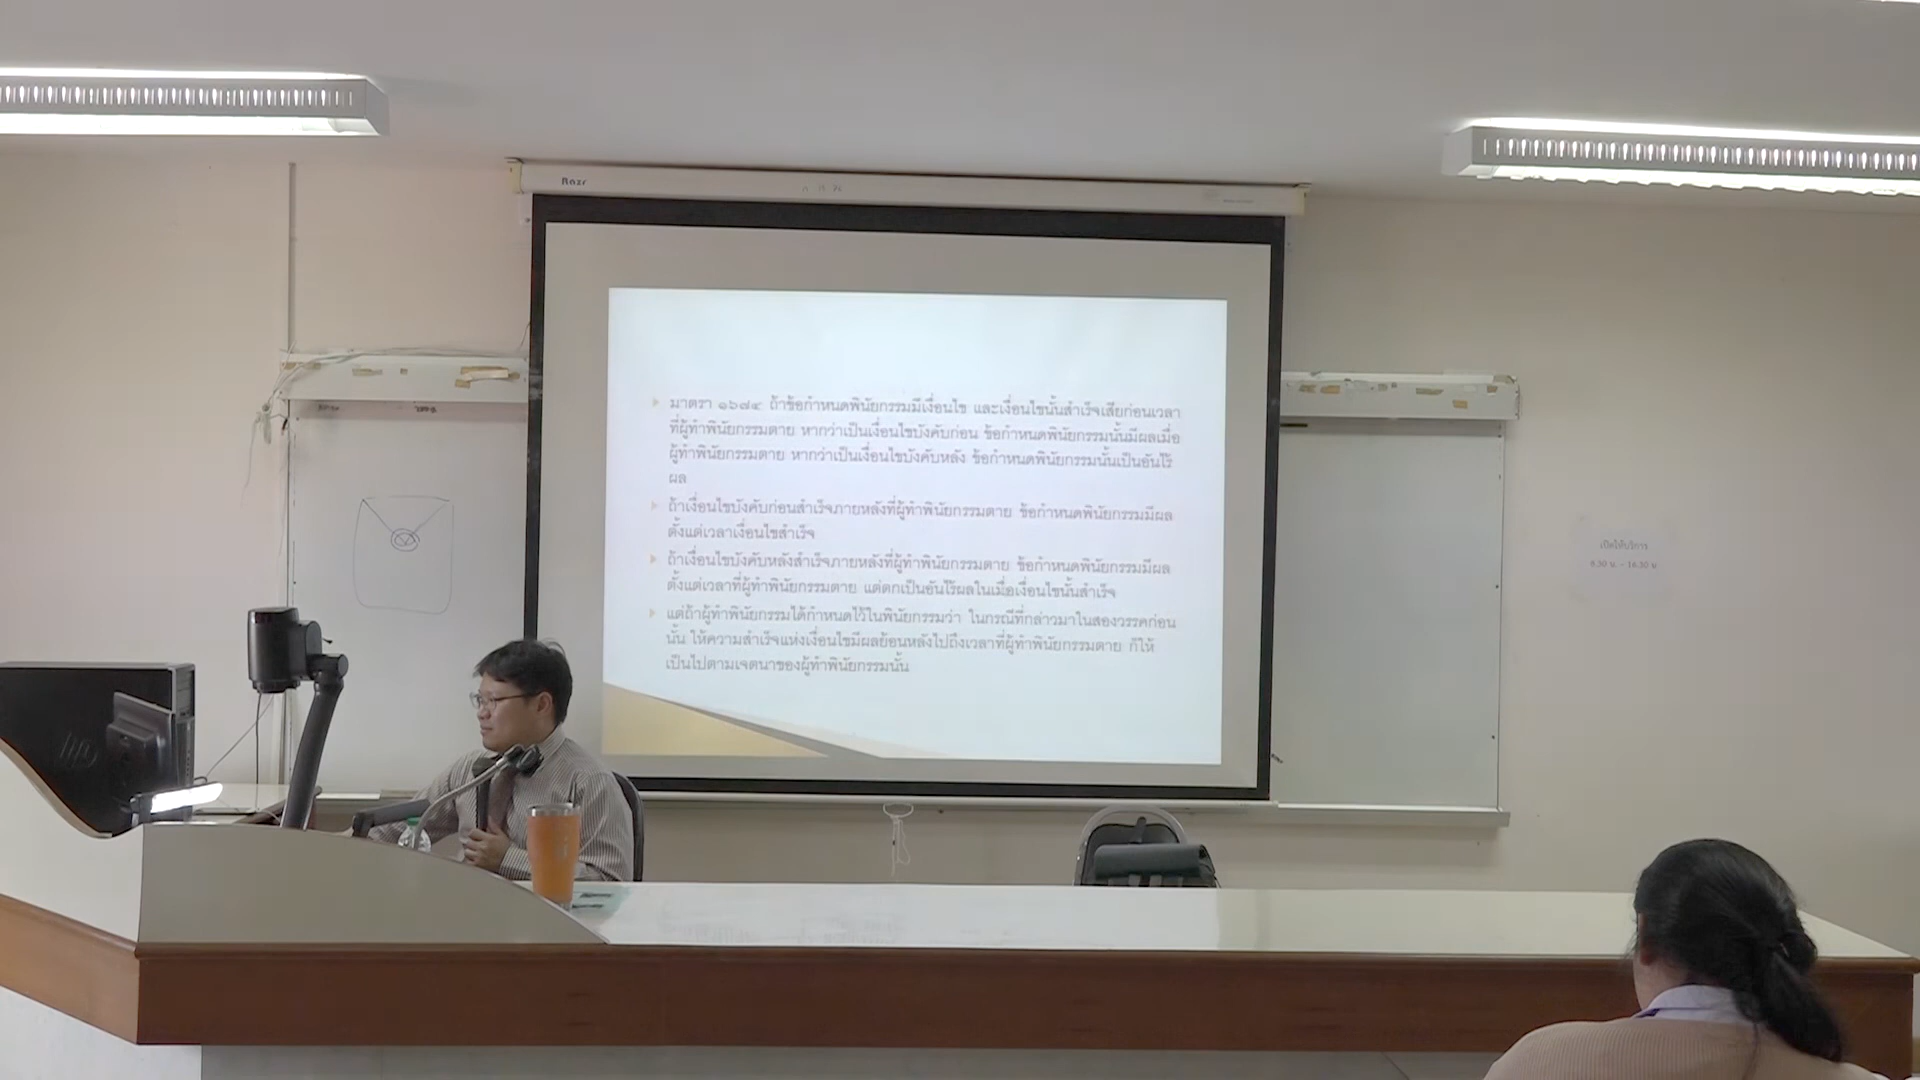 Razr
มาตรา ๑๖๗๔ ถ้าข้อกำหนดพินัยกรรมมีเงื่อนไข และเงื่อนไขนั้นสำเร็จเสียก่อนเวลา
ที่ผู้ทำพินัยกรรมตาย หากว่าเป็นเงื่อนไขบังคับก่อน ข้อกำหนดพินัยกรรมนั้นมีผลเมื่อ
ผู้ทำพินัยกรรมตาย หากว่าเป็นเงื่อนไขบังคับหลัง ข้อกำหนดพินัยกรรมนั้นเป็นอันไร้
ผล
ถ้าเงื่อนไขบังคับก่อนสำเร็จภายหลังที่ผู้ทำพินัยกรรมตาย ข้อกำหนดพินัยกรรมมีผล
ตั้งแต่เวลาเงื่อนไขสำเร็จ
ถ้าเงื่อนไขบังคับหลังสำเร็จภายหลังที่ผู้ทำพินัยกรรมตาย ข้อกำหนดพินัยกรรมมีผล
ตั้งแต่เวลาที่ผู้ทำพินัยกรรมตาย แต่ตกเป็นอันไร้ผลในเมื่อเงื่อนไขนั้นสำเร็จ
แต่ถ้าผู้ทำพินัยกรรมได้กำหนดไว้ในพินัยกรรมว่า ในกรณีที่กล่าวมาในสองวรรคก่อน
นั้น ให้ความสำเร็จแห่งเงื่อนไขมีผลย้อนหลังไปถึงเวลาที่ผู้ทำพินัยกรรมตาย ก็ให้
เป็นไปตามเจตนาของผู้ทำพินัยกรรมนั้น
เปิดให้บริการ
8.30 น. - 16.30 น
hp